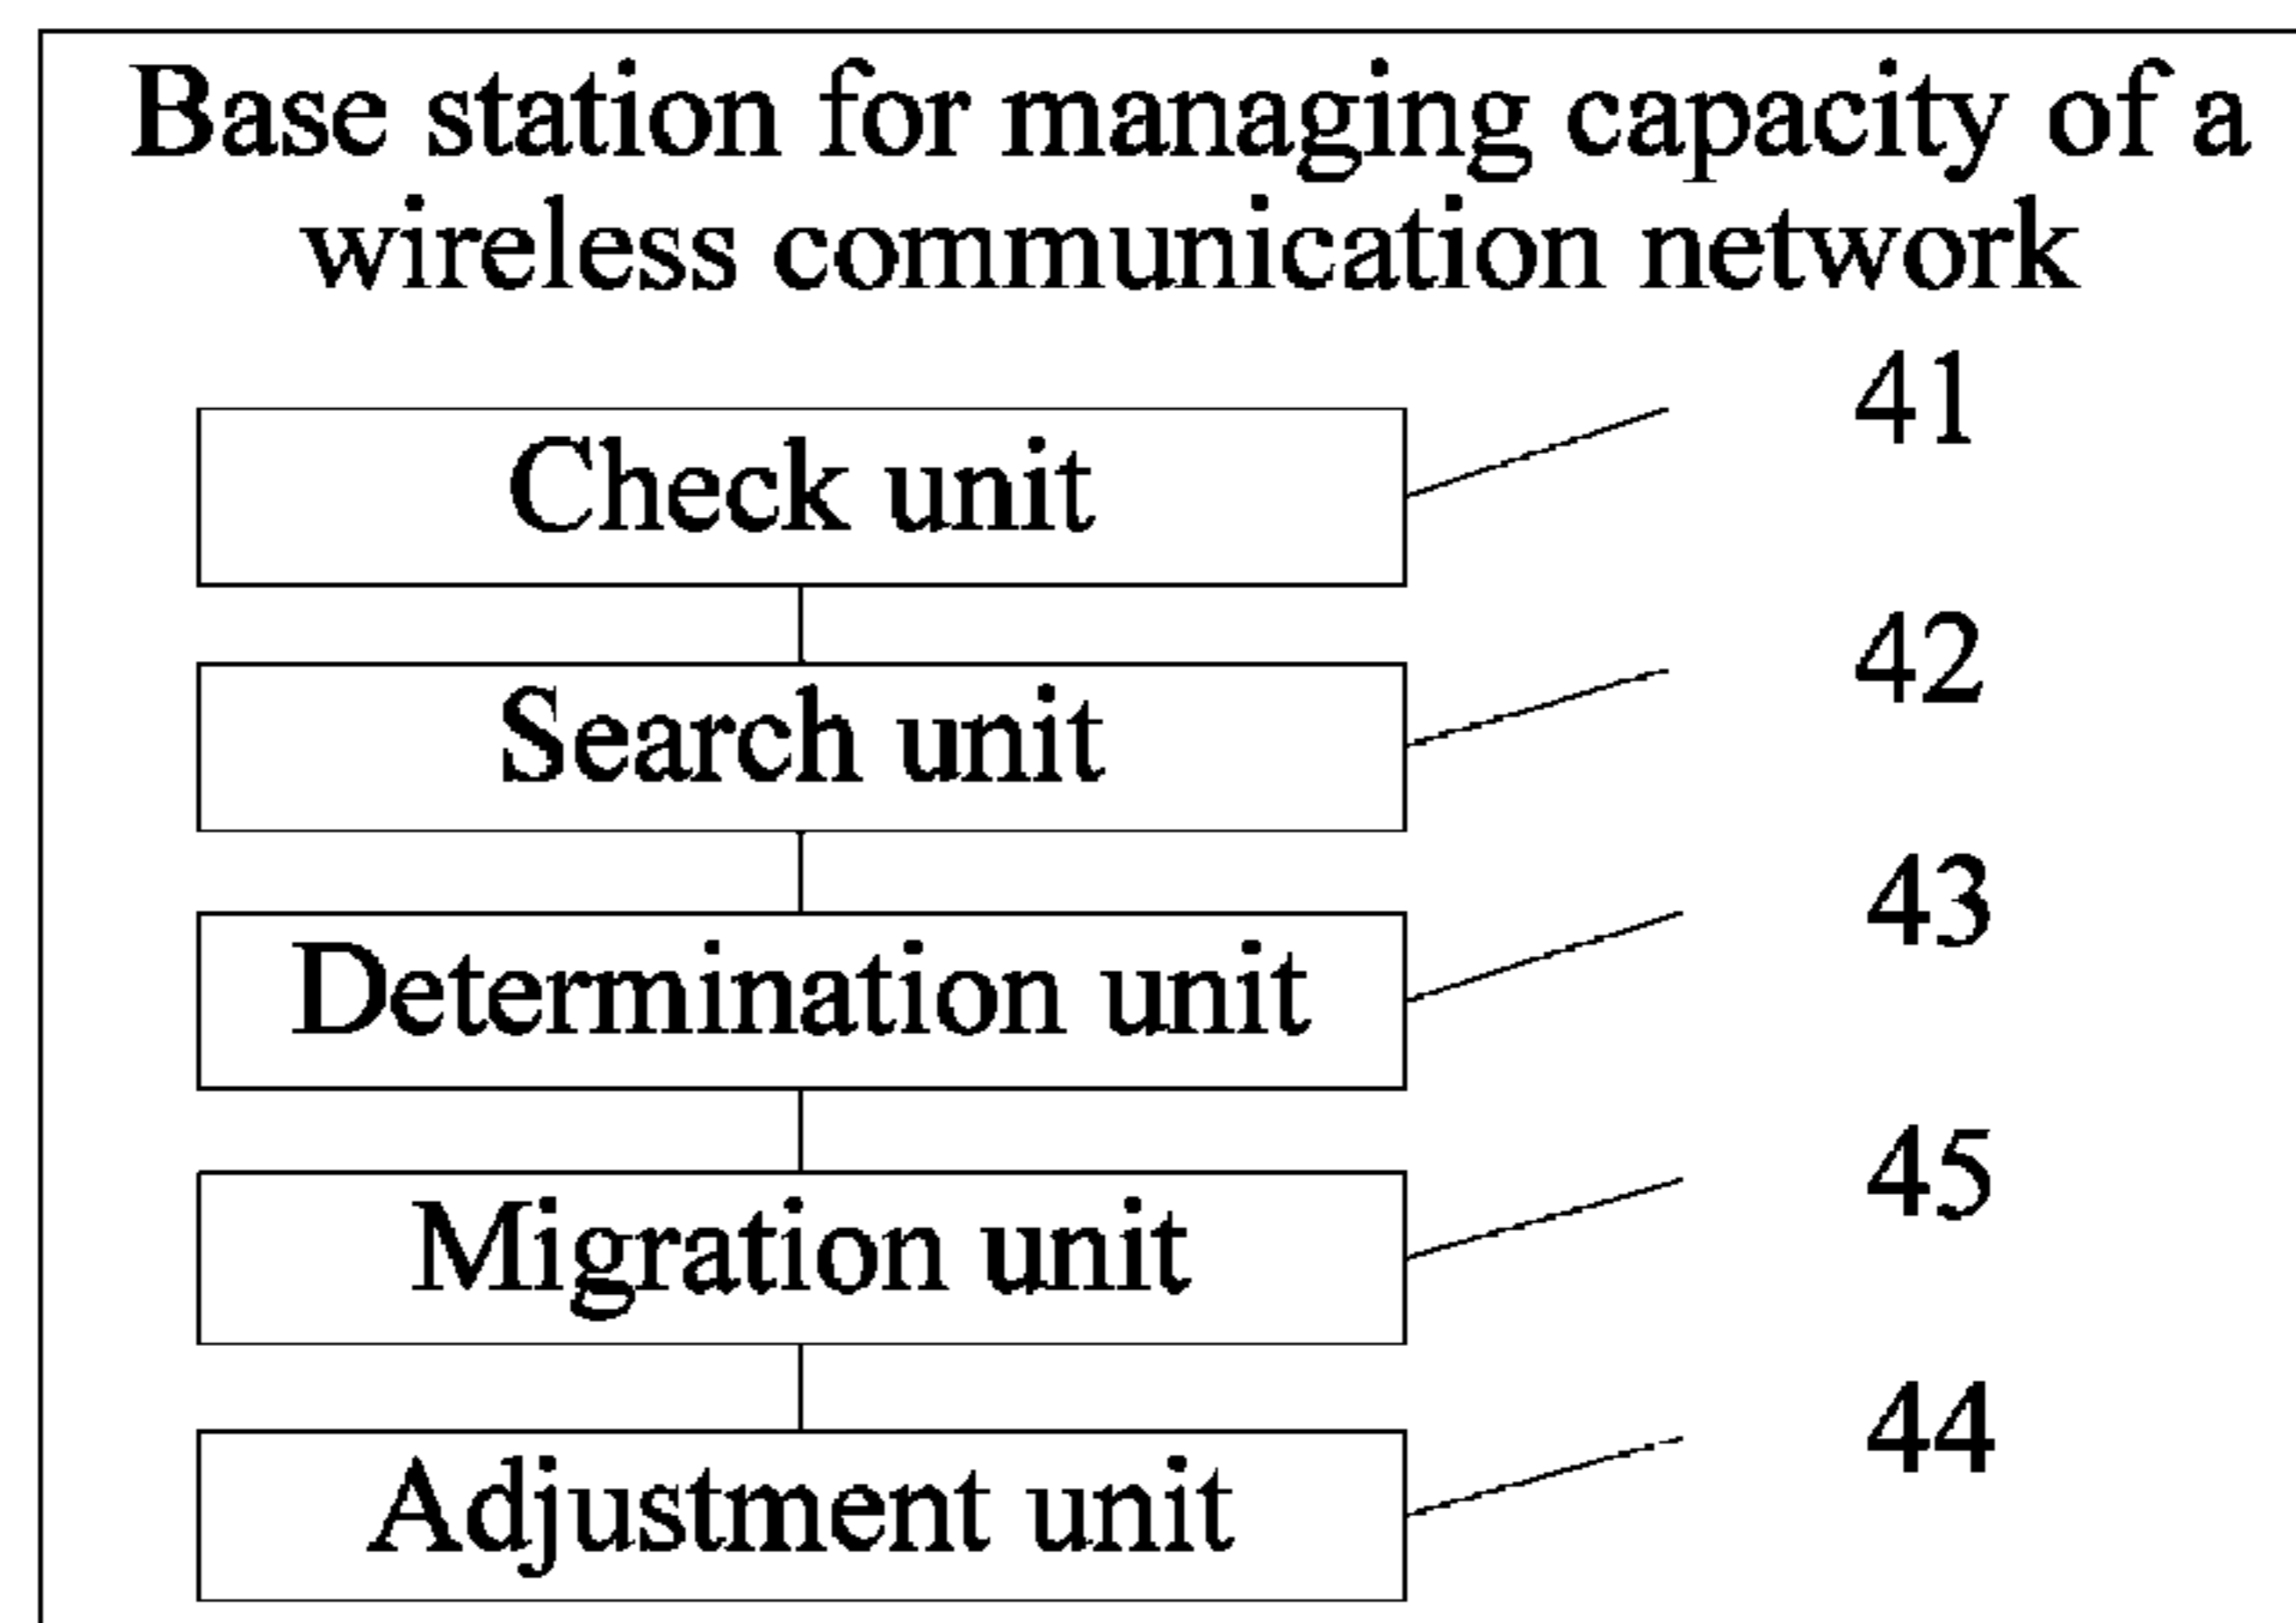 Base station for managing capacity of a
wireless communication network
41
Check unit
42
Search unit
43
Determination unit
45
Migration unit
44
Adjustment unit